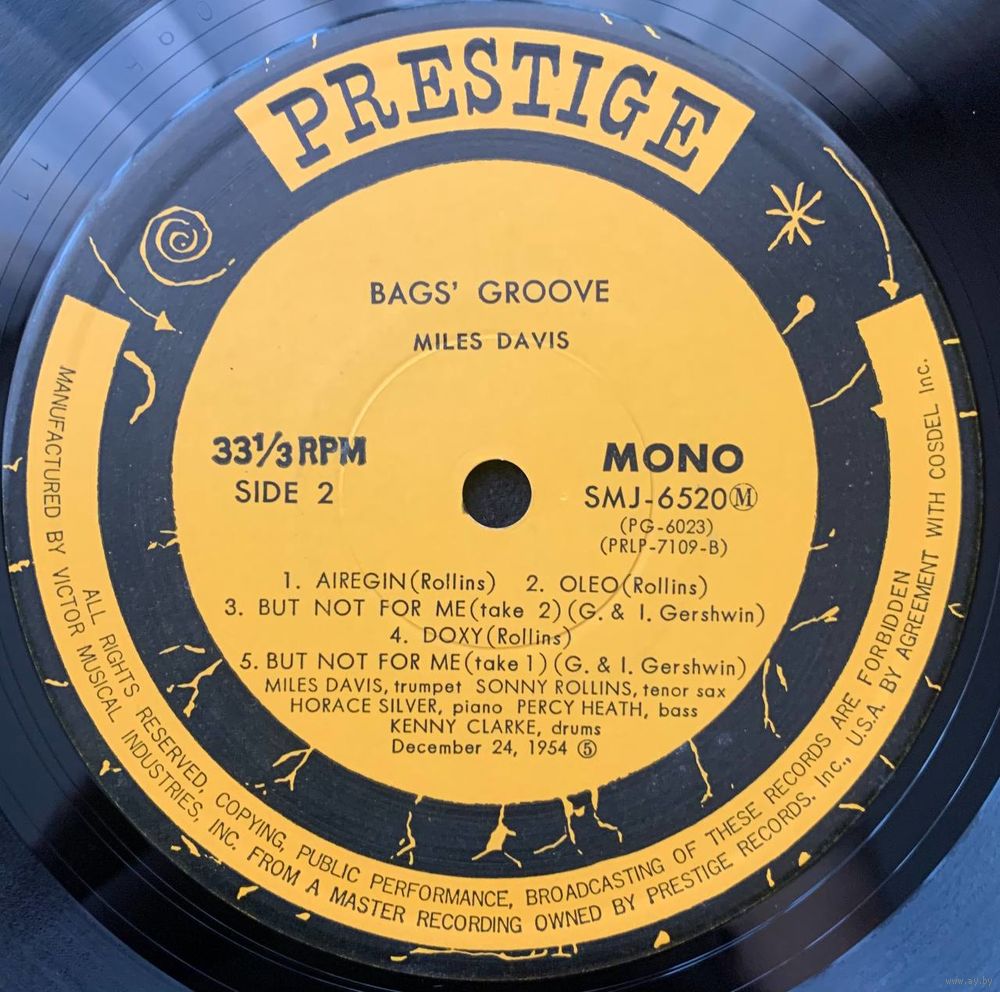 PRESTIGE
BAGS' GROOVE
MILES DAVIS
33⅓ RPM
SIDE 2
MONO
SMJ-6520Ⓜ
(PG-6023)
(PRLP-7109-B)
1. AIREGIN(Rollins) 2. OLEO(Rollins)
3. BUT NOT FOR ME(take 2)(G. & I. Gershwin)
4. DOXY(Rollins)
5. BUT NOT FOR ME(take 1)(G. & I. Gershwin)
MILES DAVIS, trumpet SONNY ROLLINS, tenor sax
HORACE SILVER, piano PERCY HEATH, bass
KENNY CLARKE, drums
December 24, 1954 ⑤
ALL RIGHTS RESERVED, COPYING, PUBLIC PERFORMANCE, BROADCASTING OF THESE RECORDS ARE FORBIDDEN
MANUFACTURED BY VICTOR MUSICAL INDUSTRIES, INC. FROM A MASTER RECORDING OWNED BY PRESTIGE RECORDS. Inc., U.S.A. BY AGREEMENT WITH COSDEL Inc.
www.ay.by